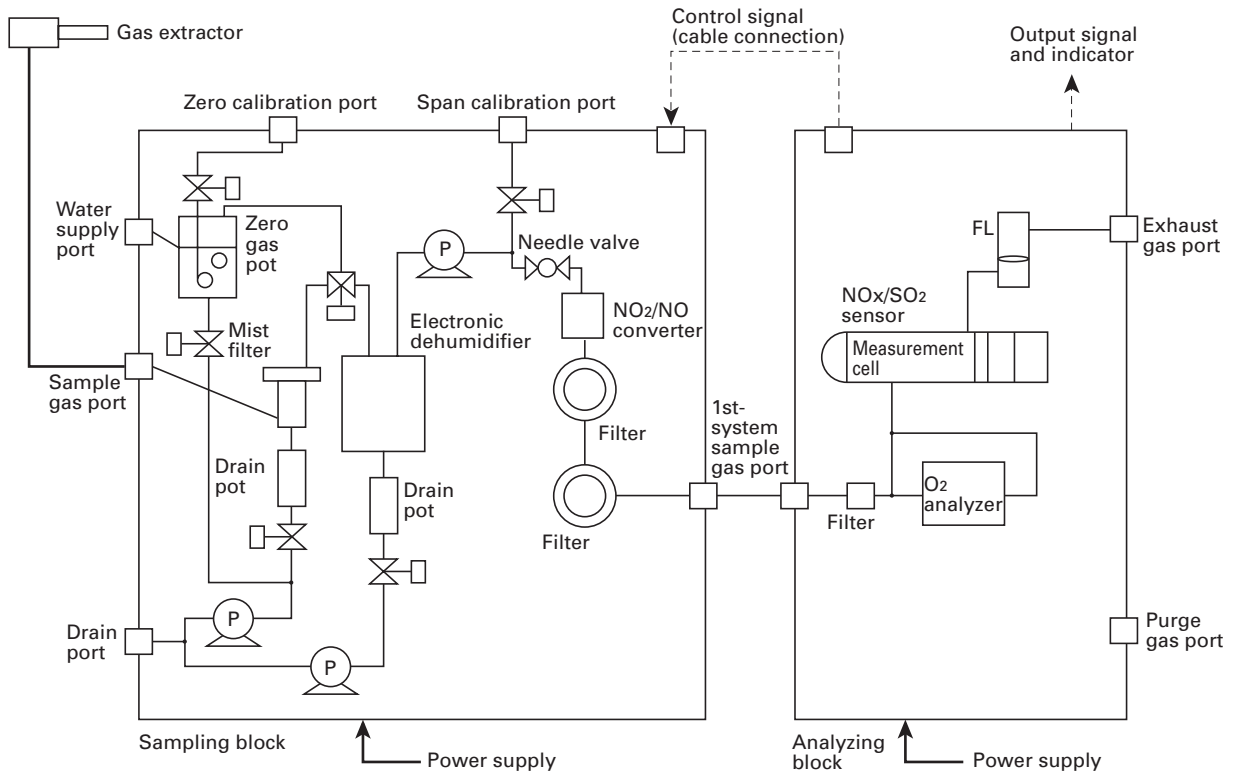 Gas extractor
Control signal
(cable connection)
Output signal
and indicator
Zero calibration port
Span calibration port
Water
supply
port
Zero
gas
pot
P
Needle valve
FL
Exhaust
gas port
NO2/NO
converter
NOx/SO2
sensor
Mist
filter
Electronic
dehumidifier
Measurement
cell
Sample
gas port
Filter
1st-
system
sample
gas port
Drain
pot
Drain
pot
Filter
Filter
O2
analyzer
Drain
port
P
P
Purge
gas port
Sampling block
Power supply
Analyzing
block
Power supply